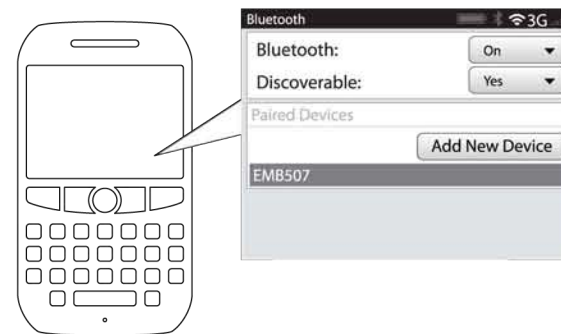 Bluetooth 3G
Bluetooth: On
Discoverable: Yes
Paired Devices
Add New Device
EMB507